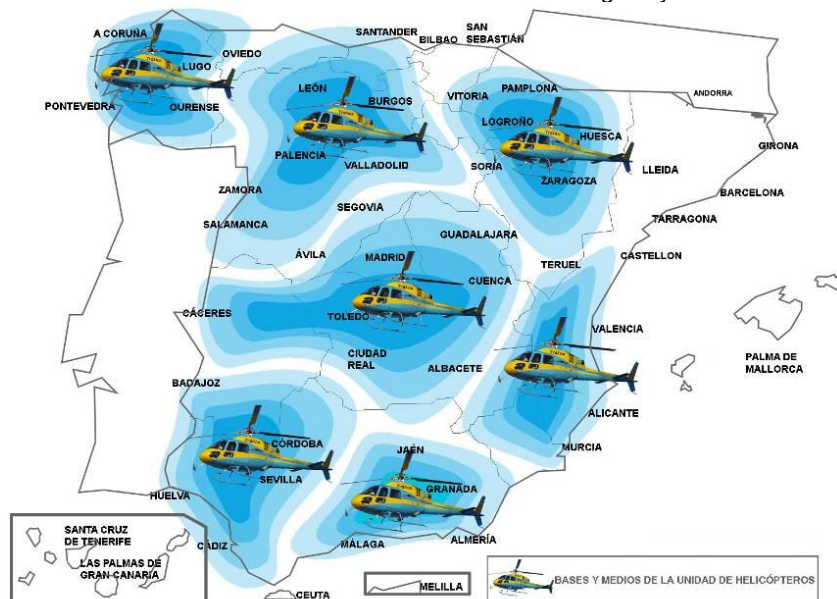 SANTANDER
BILBAO
SAN
SEBASTIÁN
A CORUÑA
OVIEDO
LUGO
PONTEVEDRA
OURENSE
LEÓN
BURGOS
VITORIA
PAMPLONA
ANDORRA
LOGROÑO
HUESCA
GIRONA
PALENCIA
VALLADOLID
SORÍA
ZARAGOZA
LLEIDA
BARCELONA
ZAMORA
SEGOVIA
TARRAGONA
SALAMANCA
GUADALAJARA
ÁVILA
MADRID
TERUEL
CASTELLON
CUENCA
CÁCERES
TOLEDO
VALENCIA
CIUDAD
REAL
PALMA DE
MALLORCA
ALBACETE
BADAJOZ
ALICANTE
CÓRDOBA
JAÉN
MURCIA
SEVILLA
GRANADA
HUELVA
CÁDIZ
MÁLAGA
ALMERÍA
SANTA CRUZ
DE TENERIFE
LAS PALMAS DE
GRAN CANARÍA
CEUTA
MELILLA
BASES Y MEDIOS DE LA UNIDAD DE HELICÓPTEROS